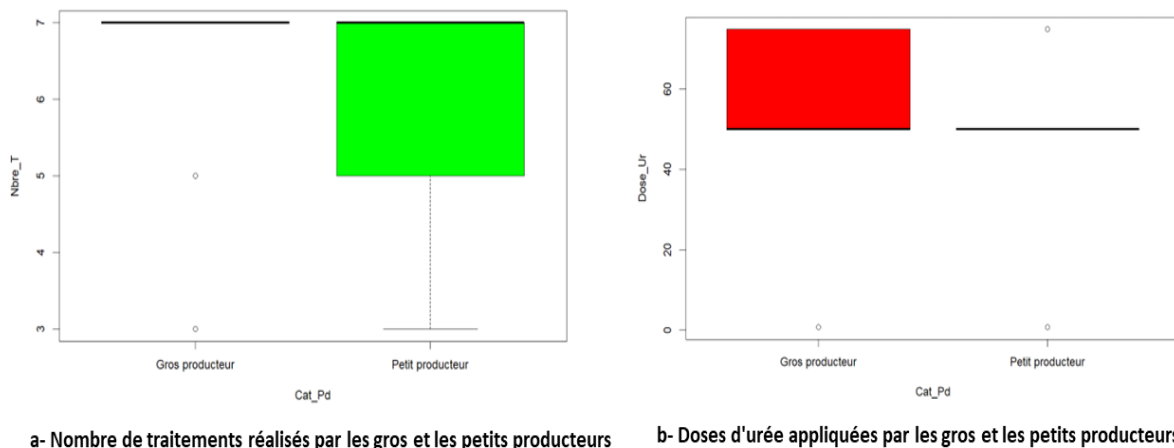 7
6
5
4
3
Nbre_T
Gros producteur
Petit producteur
Cat_Pd
a- Nombre de traitements réalisés par les gros et les petits producteurs
60
40
20
0
Dose_Ur
Gros producteur
Petit producteur
Cat_Pd
b- Doses d'urée appliquées par les gros et les petits producteurs